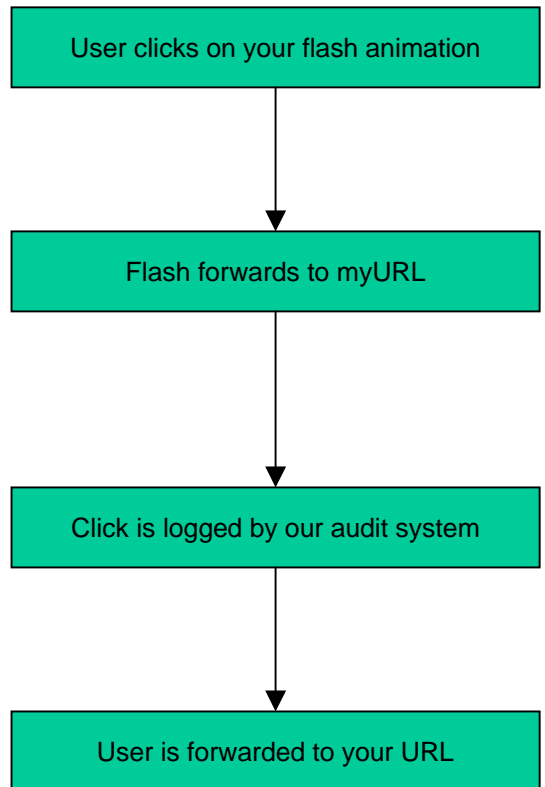 User clicks on your flash animation
Flash forwards to myURL
Click is logged by our audit system
User is forwarded to your URL